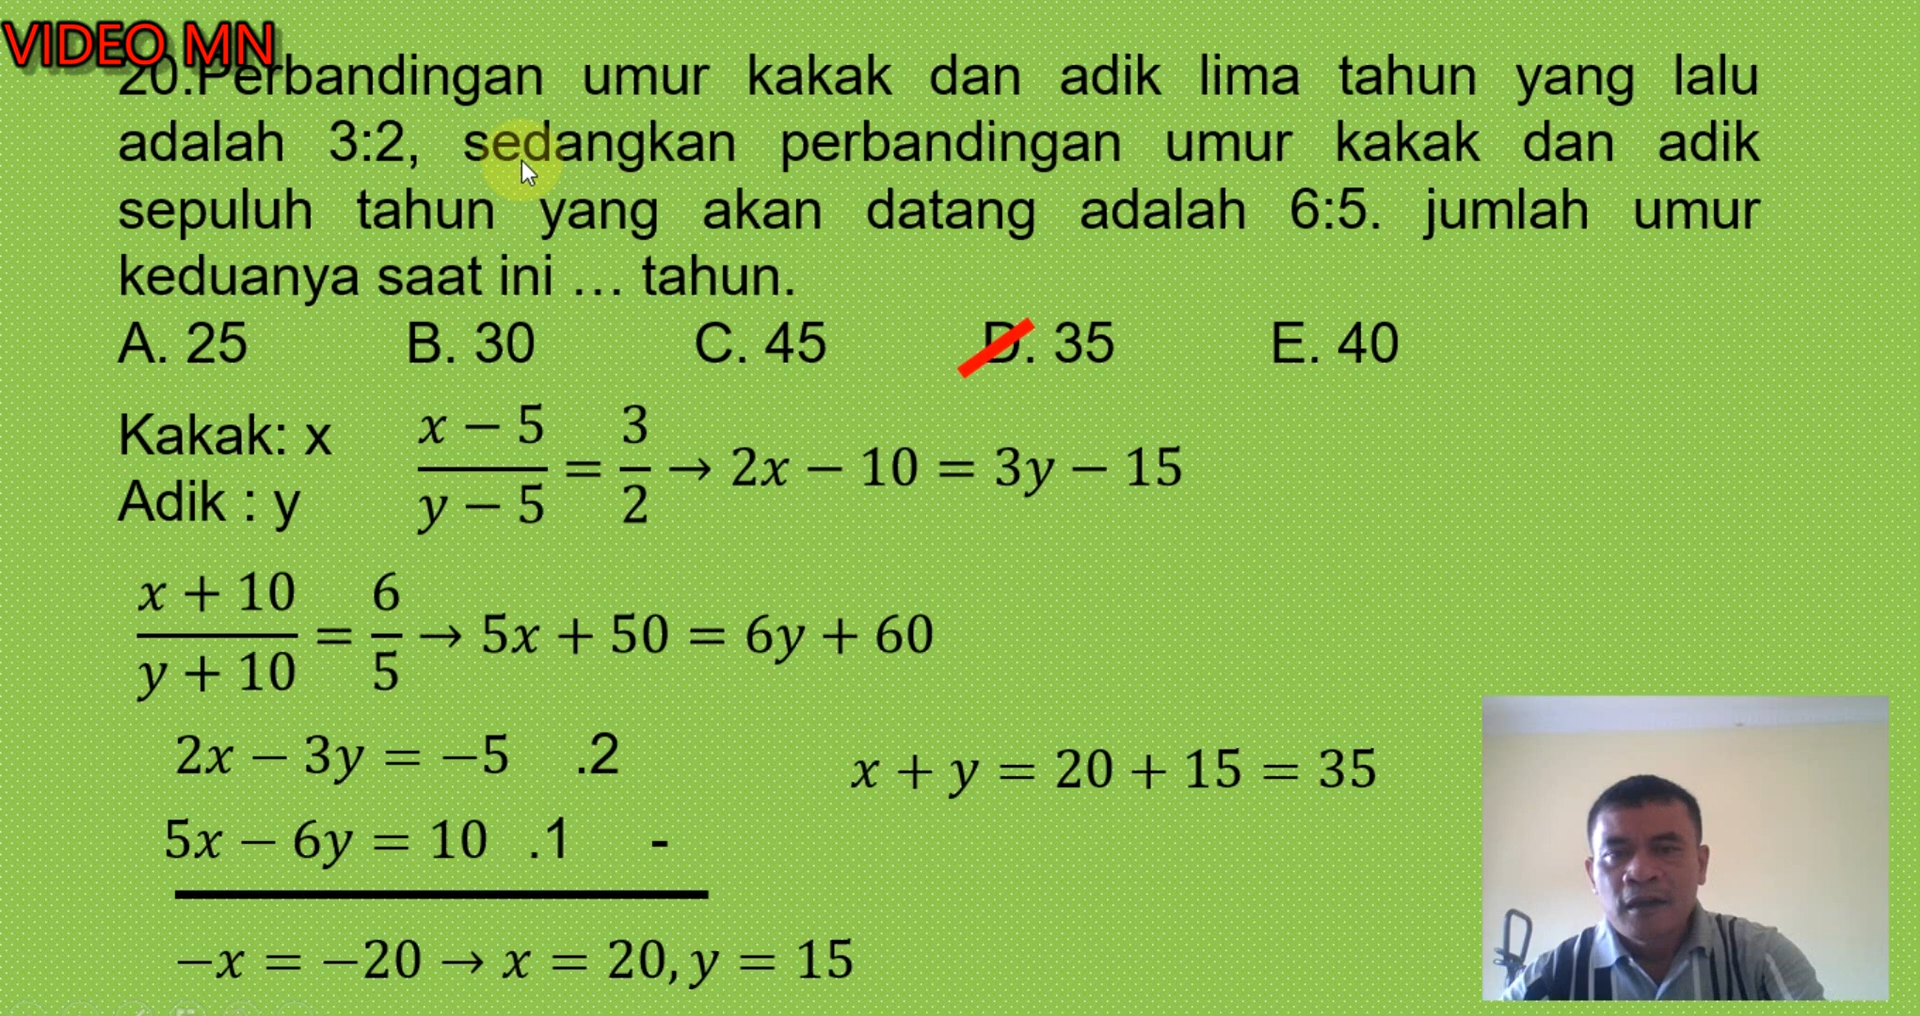 VIDEO MN
20.Perbandingan umur kakak dan adik lima tahun yang lalu
adalah 3:2, sedangkan perbandingan umur kakak dan adik
sepuluh tahun yang akan datang adalah 6:5. jumlah umur
keduanya saat ini ... tahun.
A. 25 B. 30 C. 45 D. 35 E. 40
Kakak: x
Adik : y
(x − 5)/(y − 5) = 3/2 → 2x − 10 = 3y − 15
(x + 10)/(y + 10) = 6/5 → 5x + 50 = 6y + 60
2x − 3y = −5 .2
5x − 6y = 10 .1 -
−x = −20 → x = 20, y = 15
x + y = 20 + 15 = 35